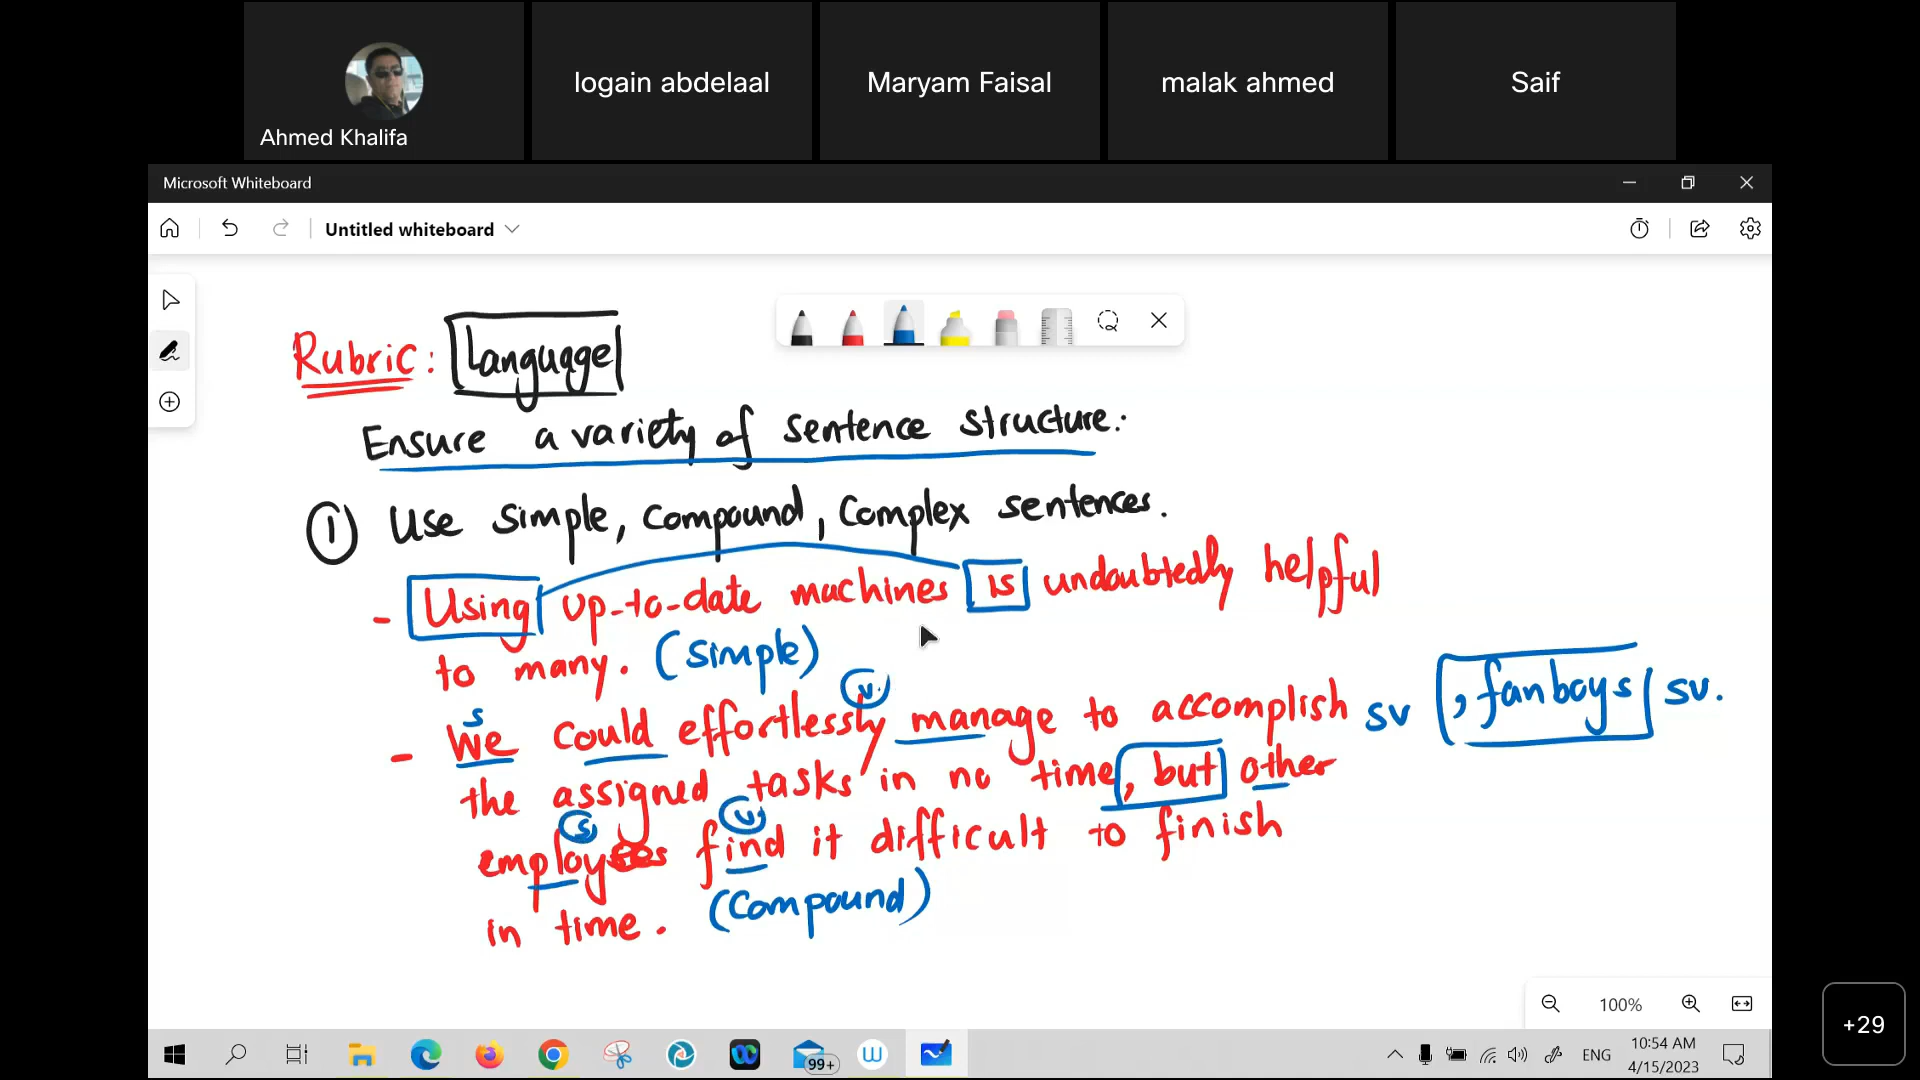 logain abdelaal
Maryam Faisal
malak ahmed
Saif
Ahmed Khalifa
Microsoft Whiteboard
Untitled whiteboard
Rubric: Language
Ensure a variety of sentence structure.
1 Use simple, compound, complex sentences.
- Using up-to-date machines is undoubtedly helpful
to many. (simple)
s v.
- We could effortlessly manage to accomplish sv , fanboys sv.
the assigned tasks in no time, but other
s v
employees find it difficult to finish
in time. (Compound)
100%
+29
99+
ENG
10:54 AM
4/15/2023